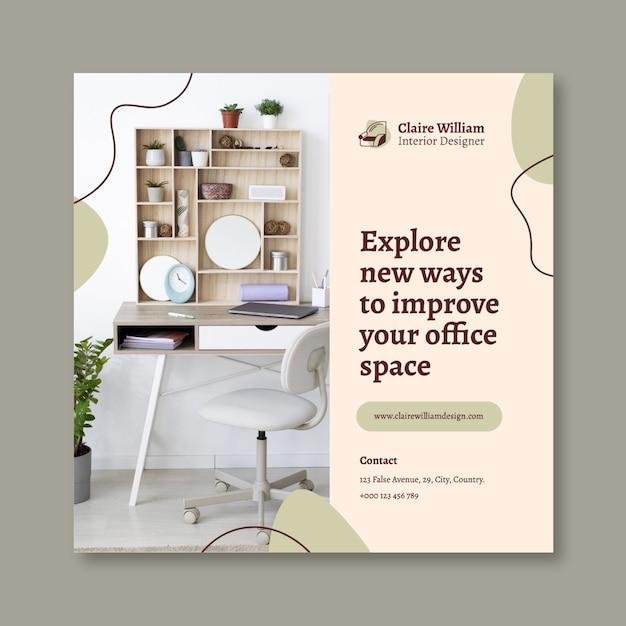 Claire William
Interior Designer
Explore
new ways
to improve
your office
space
www.clairewilliamdesign.com
Contact
123 False Avenue, 29, City, Country.
+000 123 456 789